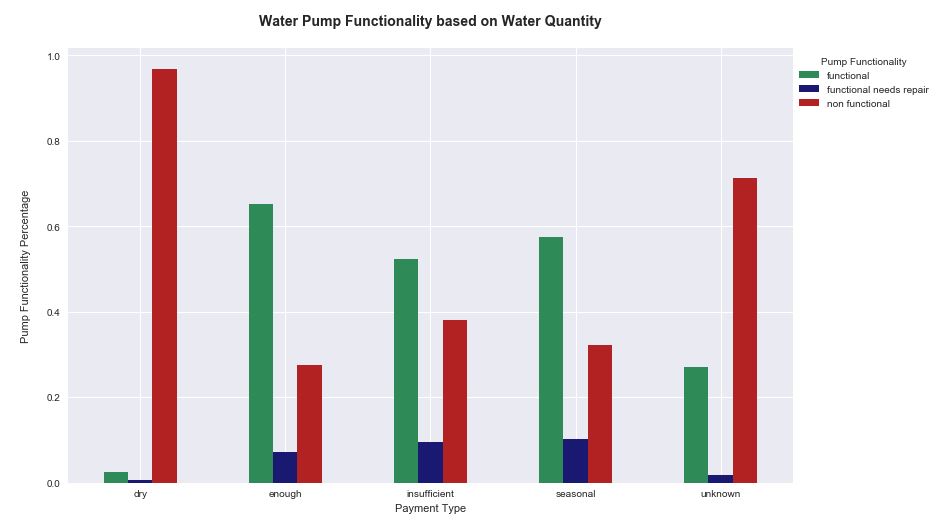 Water Pump Functionality based on Water Quantity
Pump Functionality
functional
functional needs repair
non functional
Pump Functionality Percentage
1.0
0.8
0.6
0.4
0.2
0.0
dry enough insufficient seasonal unknown
Payment Type